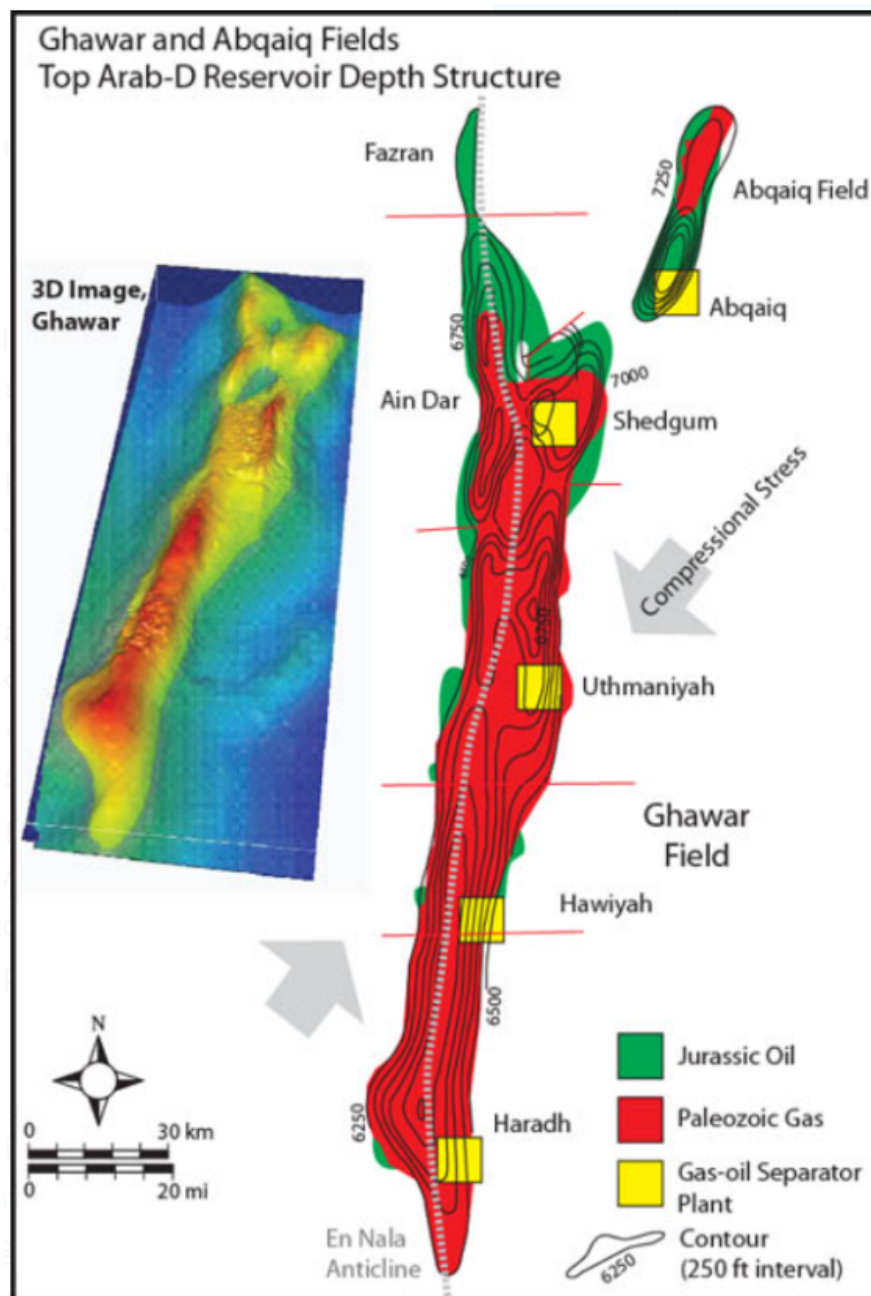 Ghawar and Abqaiq Fields
Top Arab-D Reservoir Depth Structure
Fazran
7250
Abqaiq Field
3D Image,
Ghawar
Abqaiq
6750
7000
Ain Dar
Shedgum
Compressional Stress
6250
Uthmaniyah
Ghawar
Field
Hawiyah
6500
N
Jurassic Oil
6250
Haradh
Paleozoic Gas
0 30 km
0 20 mi
Gas-oil Separator
Plant
En Nala
Anticline
Contour
(250 ft interval)
6250